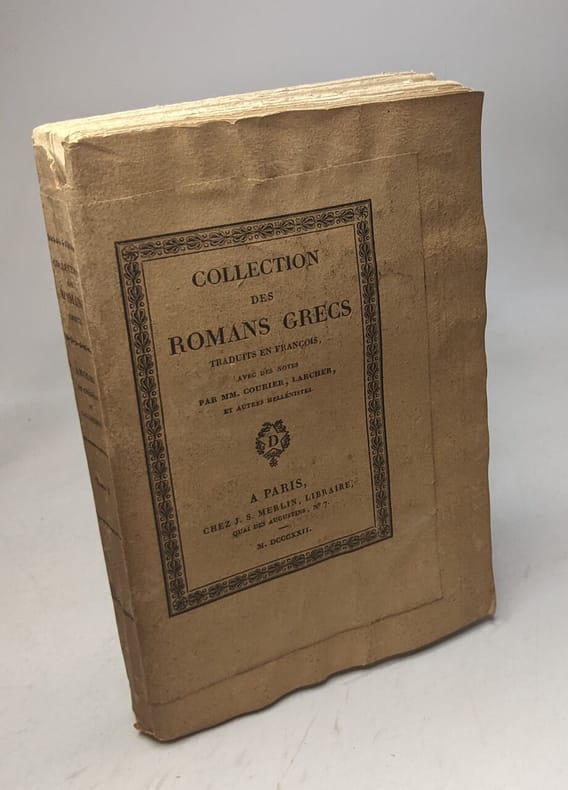 COLLECTION
DES
ROMANS GRECS
TRADUITS EN FRANÇOIS,
AVEC DES NOTES
PAR MM. COURIER, LARCHER,
ET AUTRES HELLÉNISTES.
D
A PARIS,
CHEZ J. S. MERLIN, LIBRAIRE,
QUAI DES AUGUSTINS, Nº 7.
M. DCCCXXII.